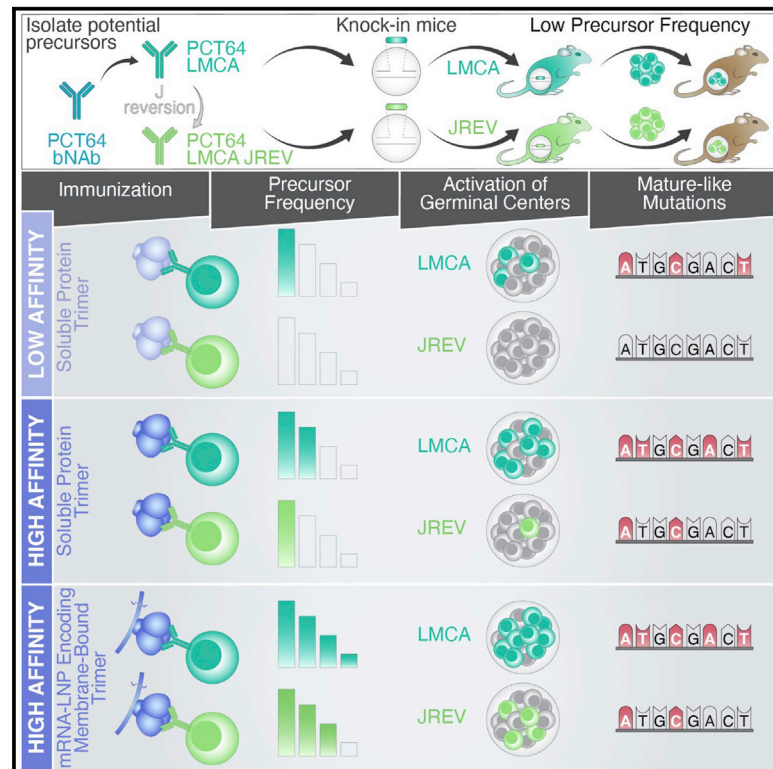 Isolate potential
precursors
PCT64
LMCA
J
reversion
PCT64
bNAb
PCT64
LMCA JREV
Knock-in mice
LMCA
JREV
Low Precursor Frequency
Immunization
Precursor
Frequency
Activation of
Germinal Centers
Mature-like
Mutations
LOW AFFINITY
Soluble Protein
Trimer
LMCA
ATGCGACT
JREV
ATGCGACT
HIGH AFFINITY
Soluble Protein
Trimer
LMCA
ATGCGACT
JREV
ATGCGACT
HIGH AFFINITY
mRNA-LNP Encoding
Membrane-Bound
Trimer
LMCA
ATGCGACT
JREV
ATGCGACT